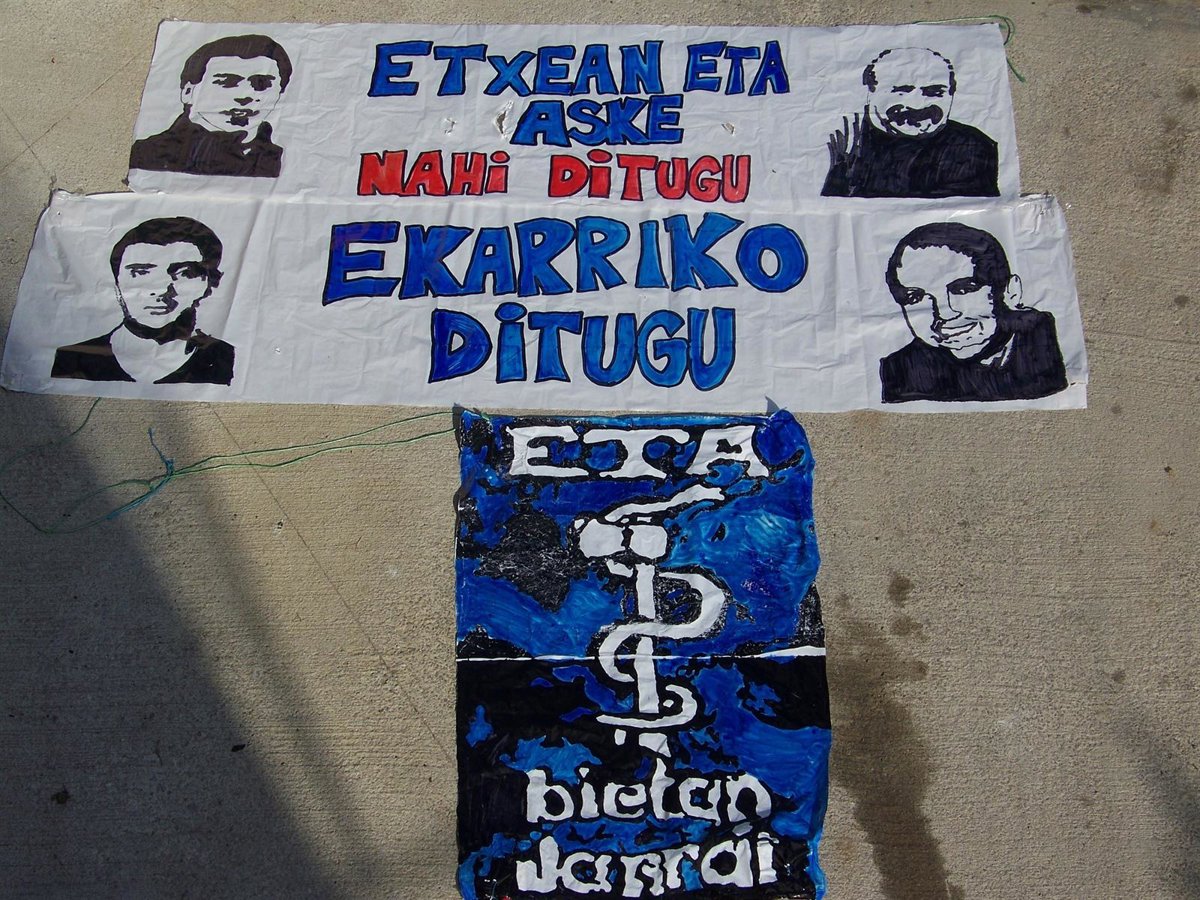 ETXEAN ETA
ASKE
NAHi DiTUGU
EKARRIKO
DiTUGU
ETA
bietan
Jarrai